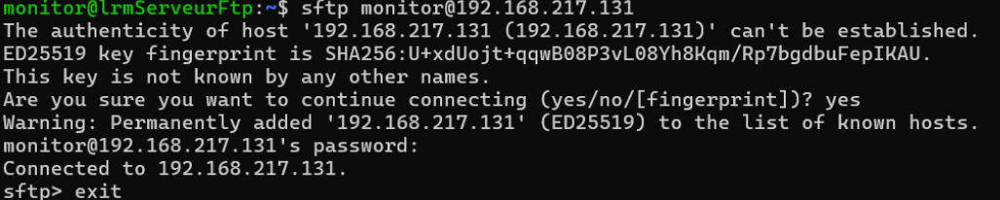 monitor@lrmServeurFtp:~$ sftp monitor@192.168.217.131
The authenticity of host '192.168.217.131 (192.168.217.131)' can't be established.
ED25519 key fingerprint is SHA256:U+xdUojt+qqwB08P3vL08Yh8Kqm/Rp7bgdbuFepIKAU.
This key is not known by any other names.
Are you sure you want to continue connecting (yes/no/[fingerprint])? yes
Warning: Permanently added '192.168.217.131' (ED25519) to the list of known hosts.
monitor@192.168.217.131's password:
Connected to 192.168.217.131.
sftp> exit